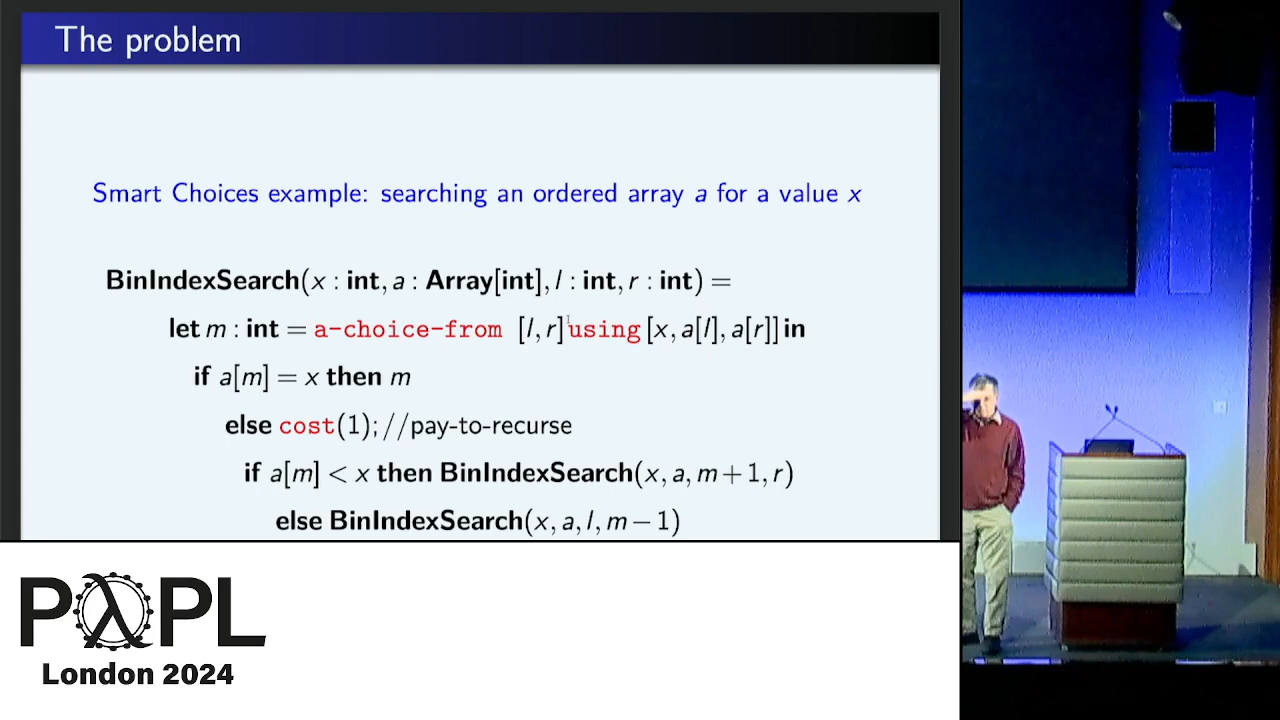 The problem
Smart Choices example: searching an ordered array a for a value x
BinIndexSearch(x : int, a : Array[int], l : int, r : int) =
let m : int = a-choice-from [l, r] using [x, a[l], a[r]] in
if a[m] = x then m
else cost(1); //pay-to-recurse
if a[m] < x then BinIndexSearch(x, a, m + 1, r)
else BinIndexSearch(x, a, l, m − 1)
PλPL
London 2024